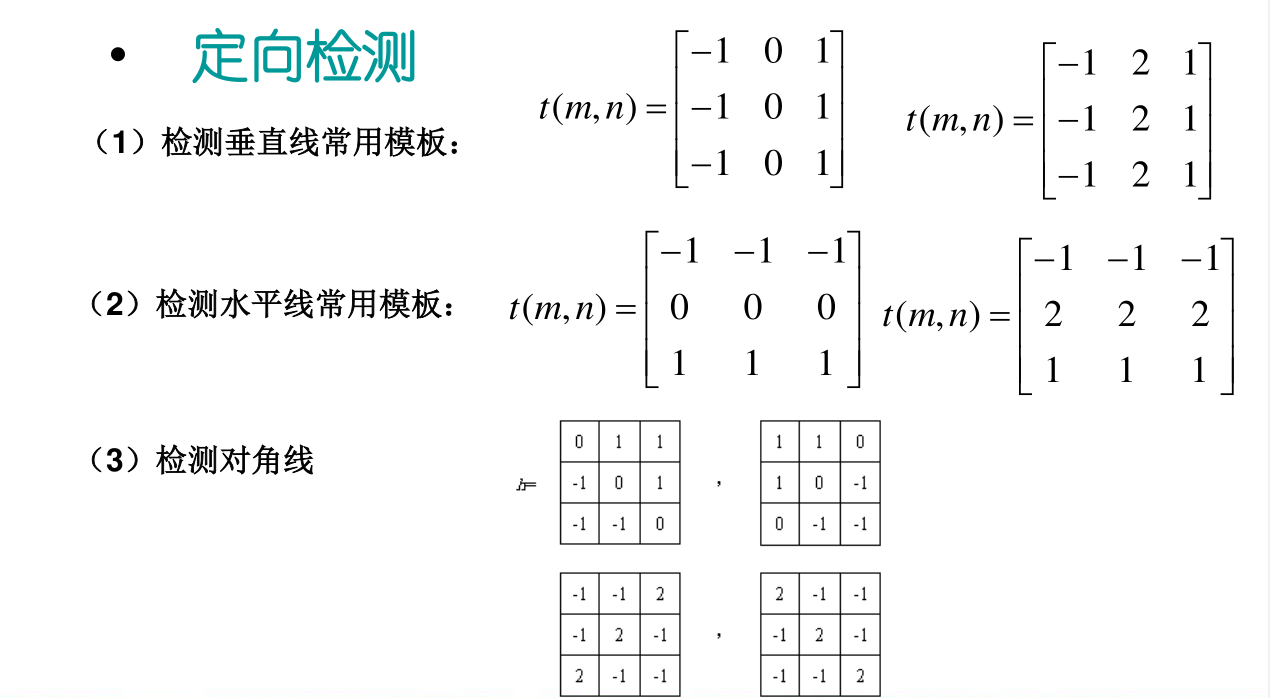 • 定向检测
(1)检测垂直线常用模板:
t(m,n) =
-1 0 1
-1 0 1
-1 0 1
t(m,n) =
-1 2 1
-1 2 1
-1 2 1
(2)检测水平线常用模板:
t(m,n) =
-1 -1 -1
0 0 0
1 1 1
t(m,n) =
-1 -1 -1
2 2 2
1 1 1
(3)检测对角线
0 1 1
-1 0 1
-1 -1 0
,
1 1 0
1 0 -1
0 -1 -1
-1 -1 2
-1 2 -1
2 -1 -1
,
2 -1 -1
-1 2 -1
-1 -1 2